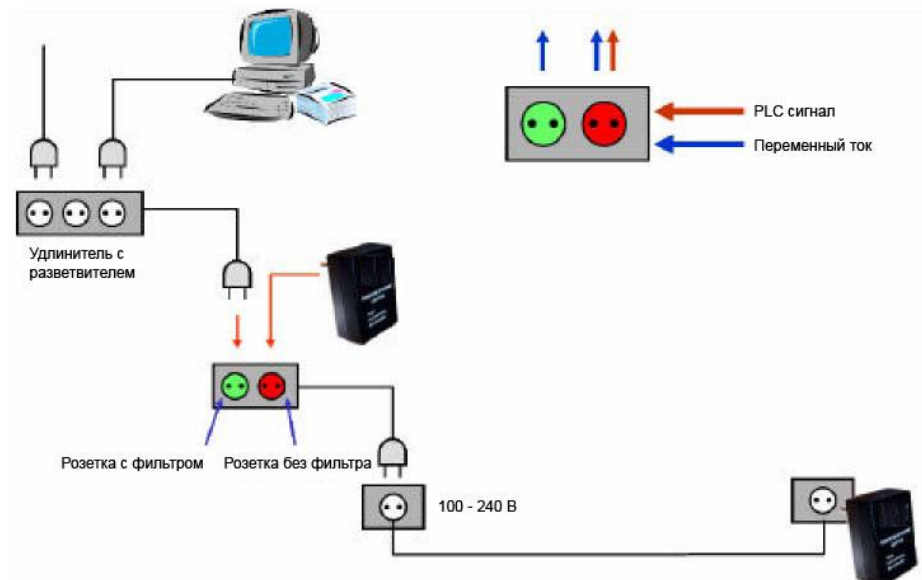 PLC сигнал
Переменный ток
Удлинитель с
разветвителем
Розетка с фильтром
Розетка без фильтра
100 - 240 В